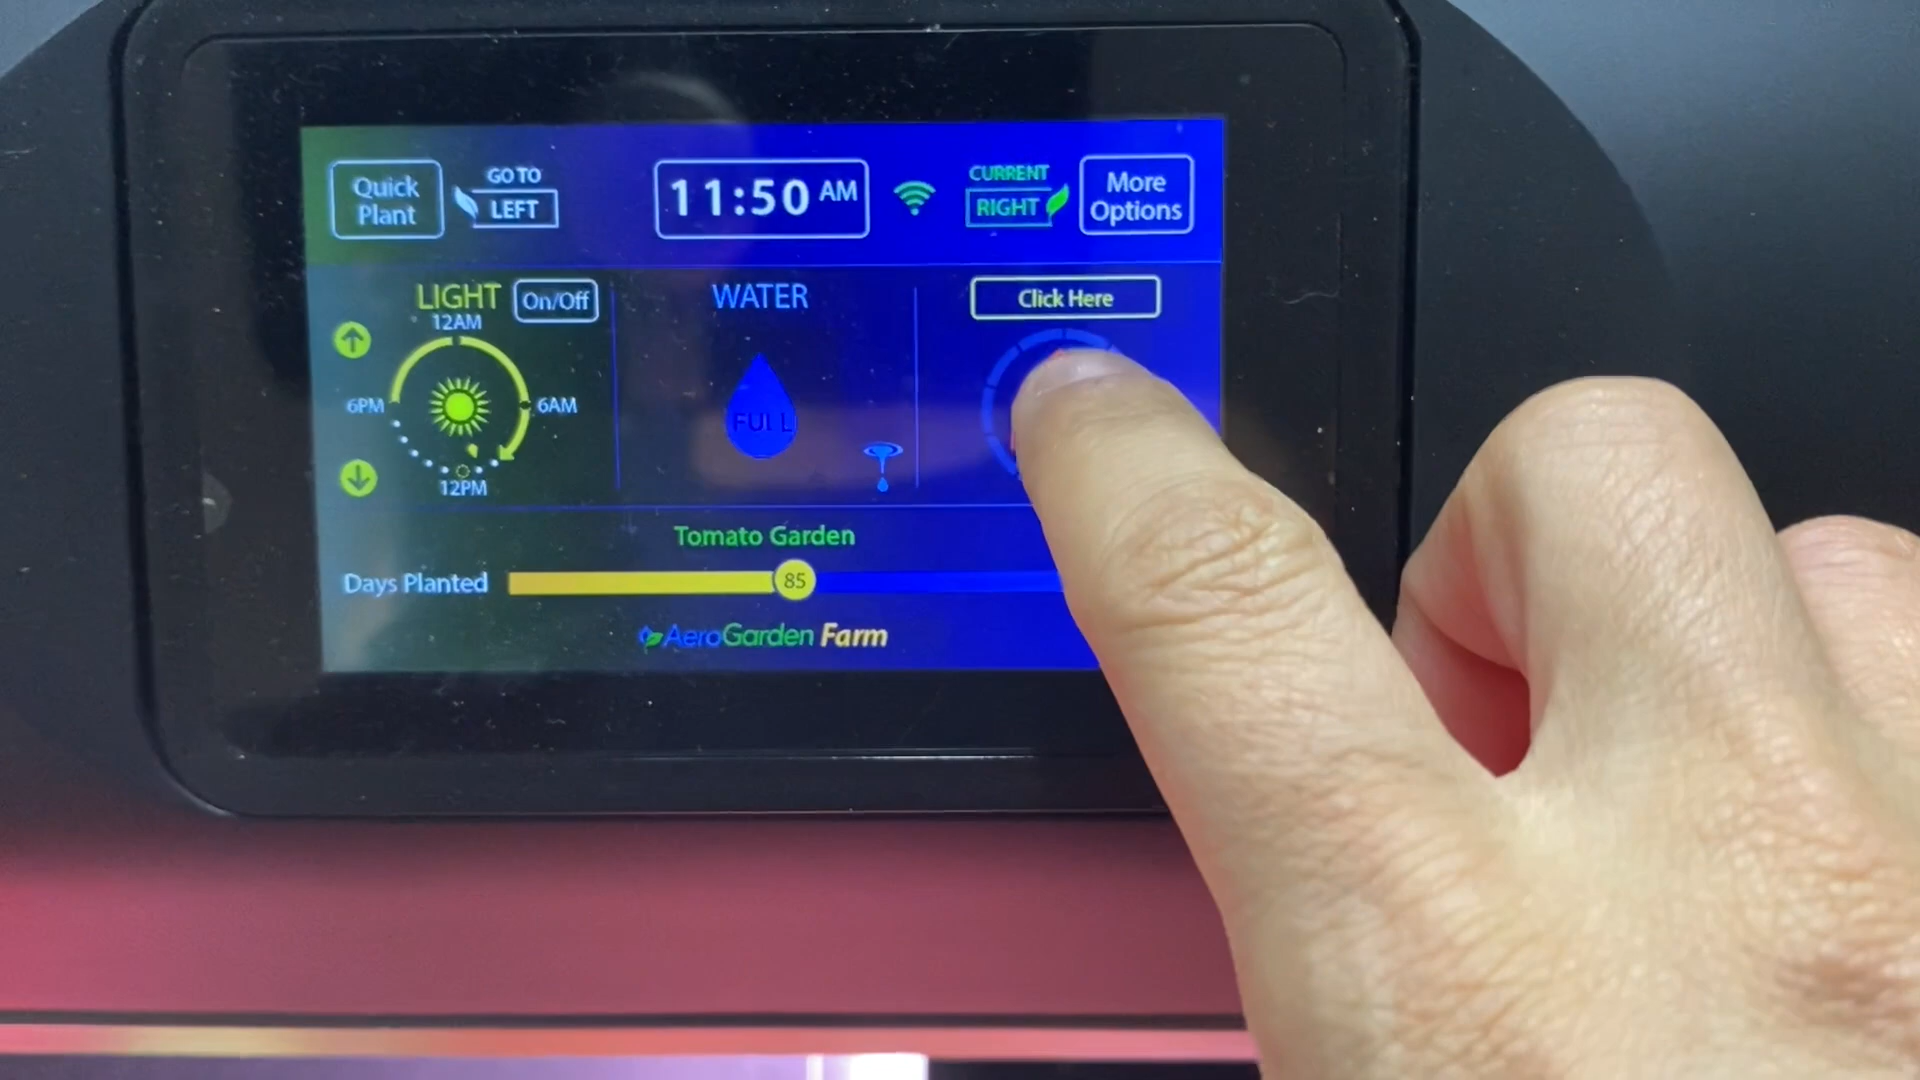 Quick
Plant
GO TO
LEFT
11:50 AM
CURRENT
RIGHT
More
Options
LIGHT
On/Off
12AM
6PM
6AM
12PM
WATER
FULL
Click Here
Tomato Garden
Days Planted
85
AeroGarden Farm